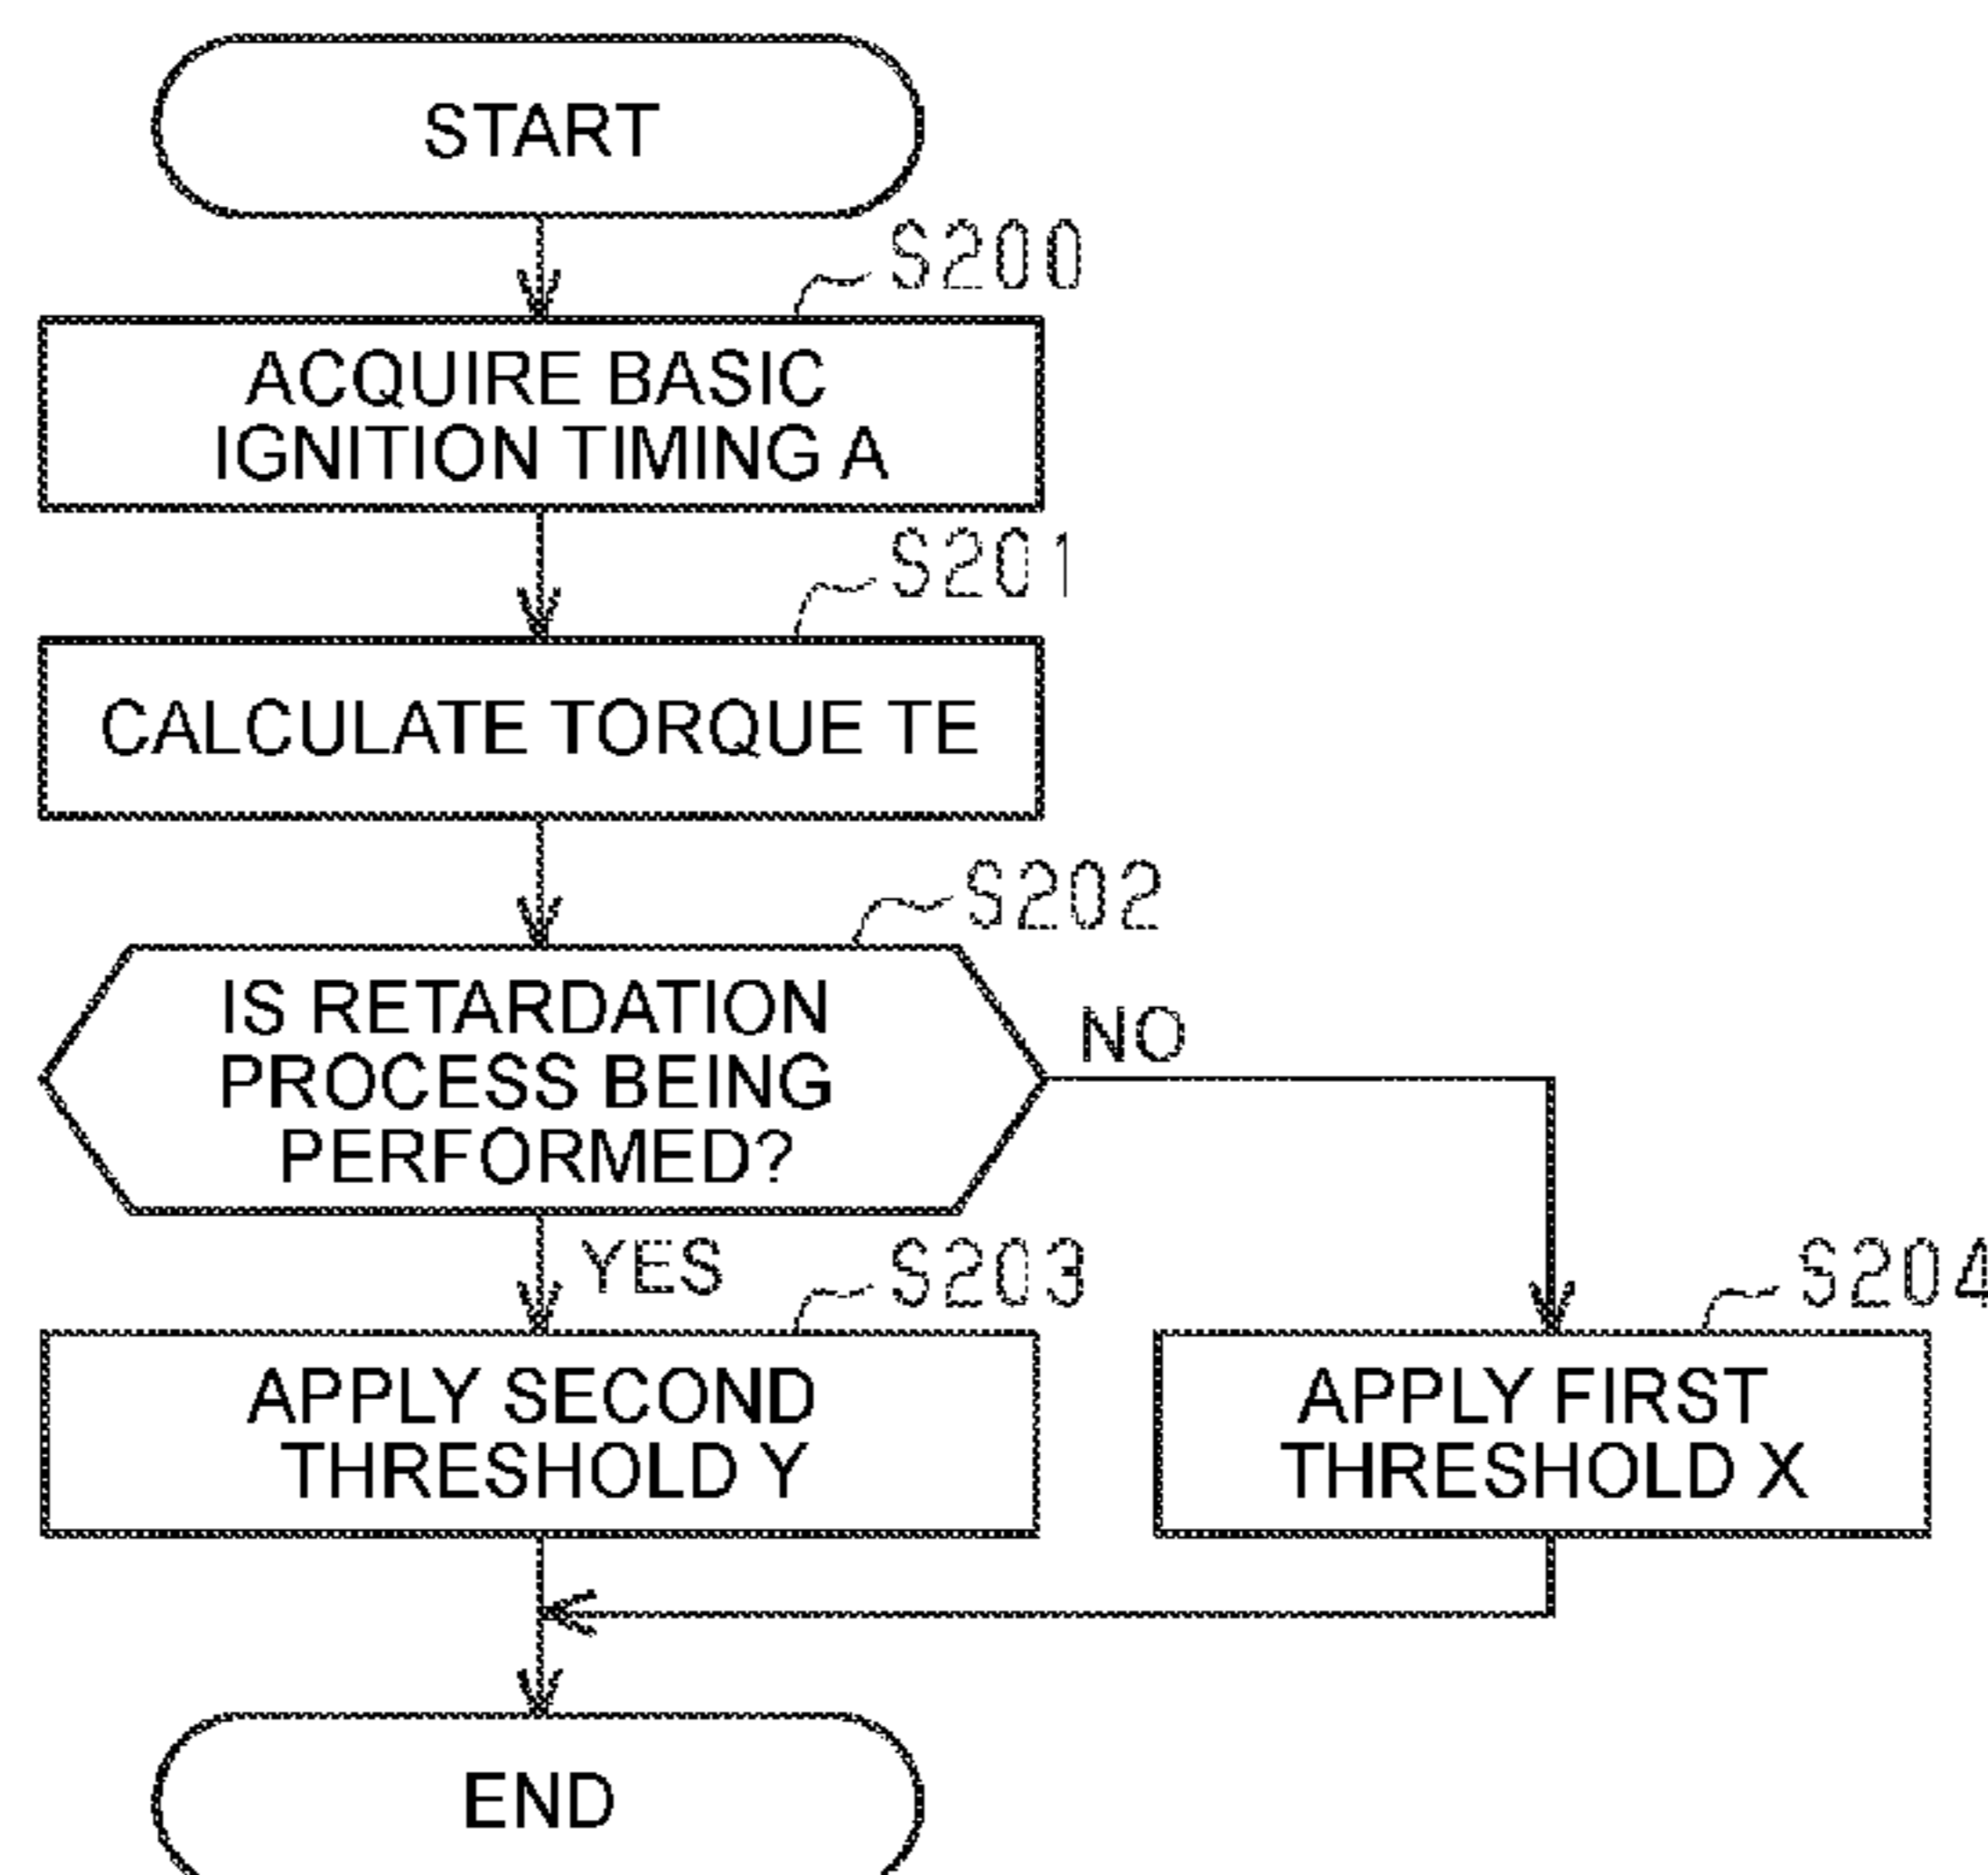 START
S200
ACQUIRE BASIC
IGNITION TIMING A
S201
CALCULATE TORQUE TE
S202
IS RETARDATION
PROCESS BEING
PERFORMED?
NO
YES
S203
S204
APPLY SECOND
THRESHOLD Y
APPLY FIRST
THRESHOLD X
END